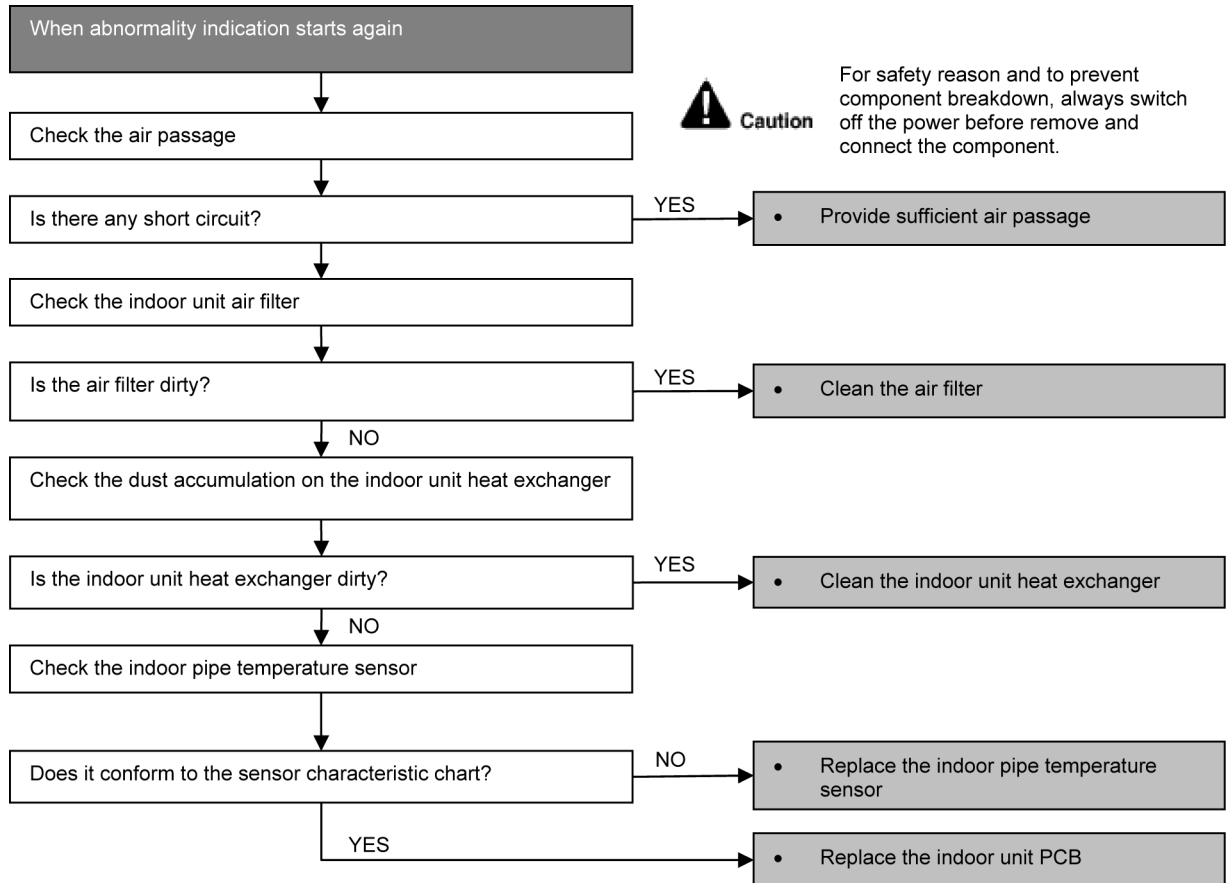 When abnormality indication starts again
For safety reason and to prevent
component breakdown, always switch
off the power before remove and
connect the component.
Caution
Check the air passage
Is there any short circuit?
YES
• Provide sufficient air passage
Check the indoor unit air filter
Is the air filter dirty?
YES
• Clean the air filter
NO
Check the dust accumulation on the indoor unit heat exchanger
Is the indoor unit heat exchanger dirty?
YES
• Clean the indoor unit heat exchanger
NO
Check the indoor pipe temperature sensor
Does it conform to the sensor characteristic chart?
NO
• Replace the indoor pipe temperature
sensor
YES
• Replace the indoor unit PCB